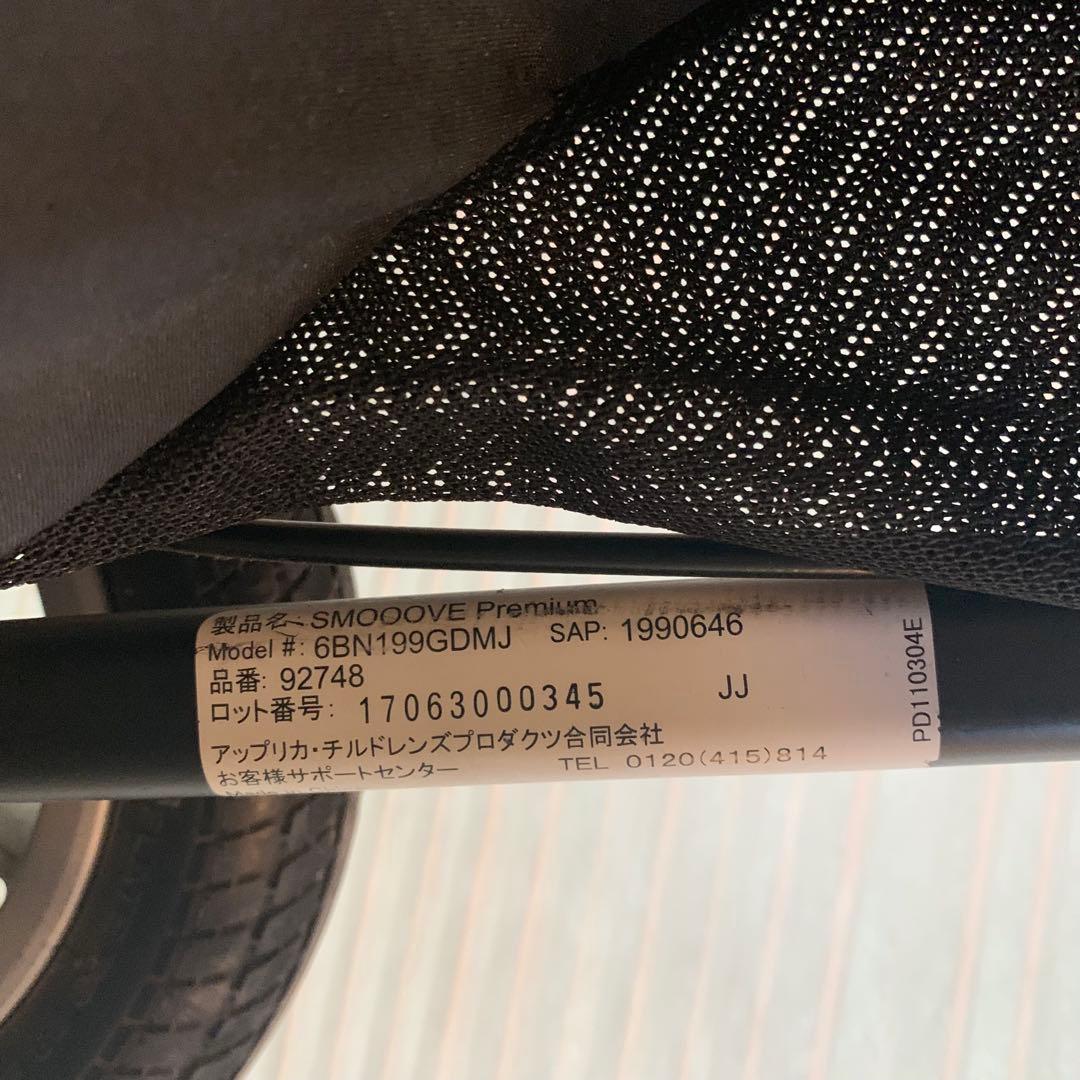 製品名 SMOOOVE Premium
Model #: 6BN199GDMJ SAP: 1990646
品番: 92748
ロット番号: 17063000345 JJ
アップリカ・チルドレンズプロダクツ合同会社
お客様サポートセンター TEL 0120(415)814
PD110304E